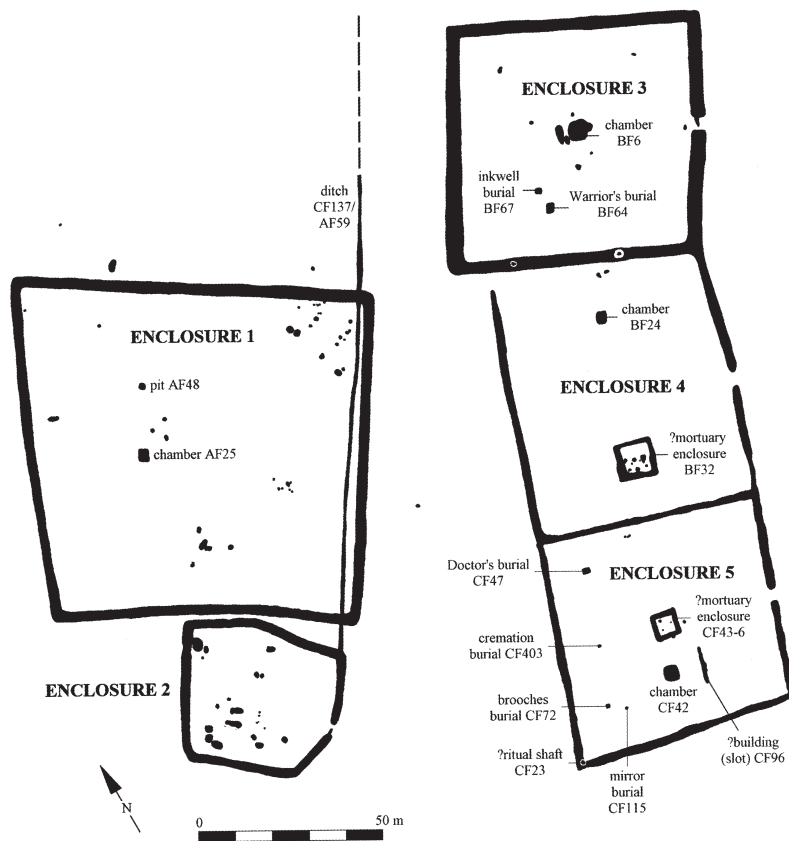 ENCLOSURE 3
chamber
BF6
inkwell
burial
BF67
Warrior's burial
BF64
ditch
CF137/
AF59
chamber
BF24
ENCLOSURE 1
pit AF48
chamber AF25
ENCLOSURE 4
?mortuary
enclosure
BF32
Doctor's burial
CF47
ENCLOSURE 5
?mortuary
enclosure
CF43-6
cremation
burial CF403
chamber
CF42
ENCLOSURE 2
brooches
burial CF72
?building
(slot) CF96
?ritual shaft
CF23
mirror
burial
CF115
N
0
50 m